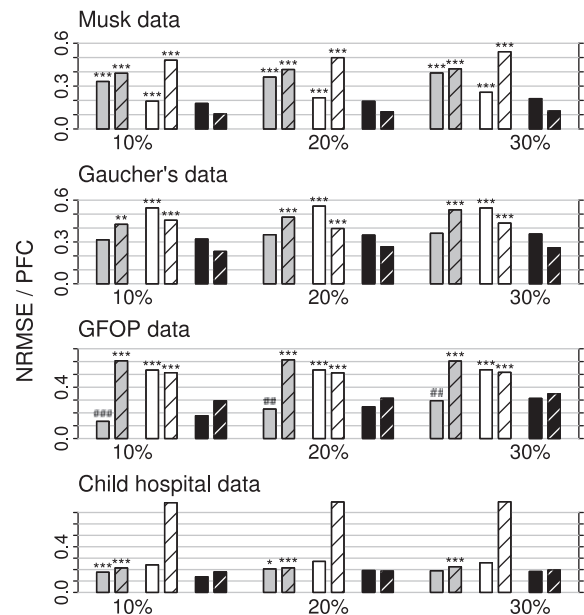 Musk data
0.0 0.3 0.6
*** *** *** *** *** *** *** *** *** *** *** ***
10% 20% 30%
Gaucher's data
0.0 0.3 0.6
** *** *** *** *** *** *** *** ***
10% 20% 30%
NRMSE / PFC
GFOP data
0.0 0.4
### *** *** *** ## *** *** *** ## *** *** ***
10% 20% 30%
Child hospital data
0.0 0.4
*** *** * *** ***
10% 20% 30%